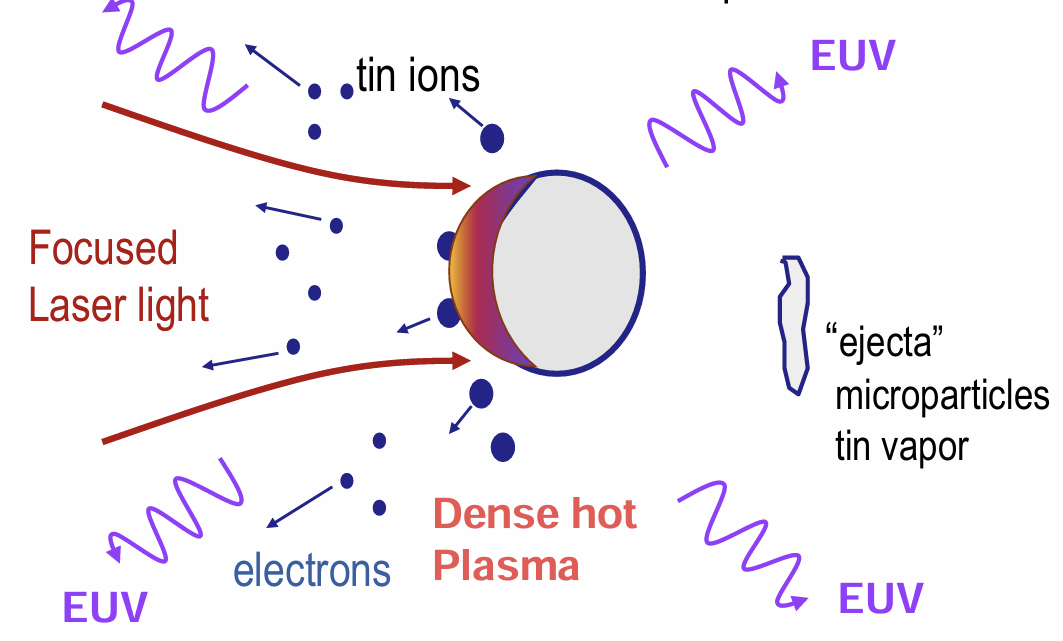 EUV
tin ions
Focused
Laser light
“ejecta”
microparticles
tin vapor
Dense hot
Plasma
electrons
EUV
EUV